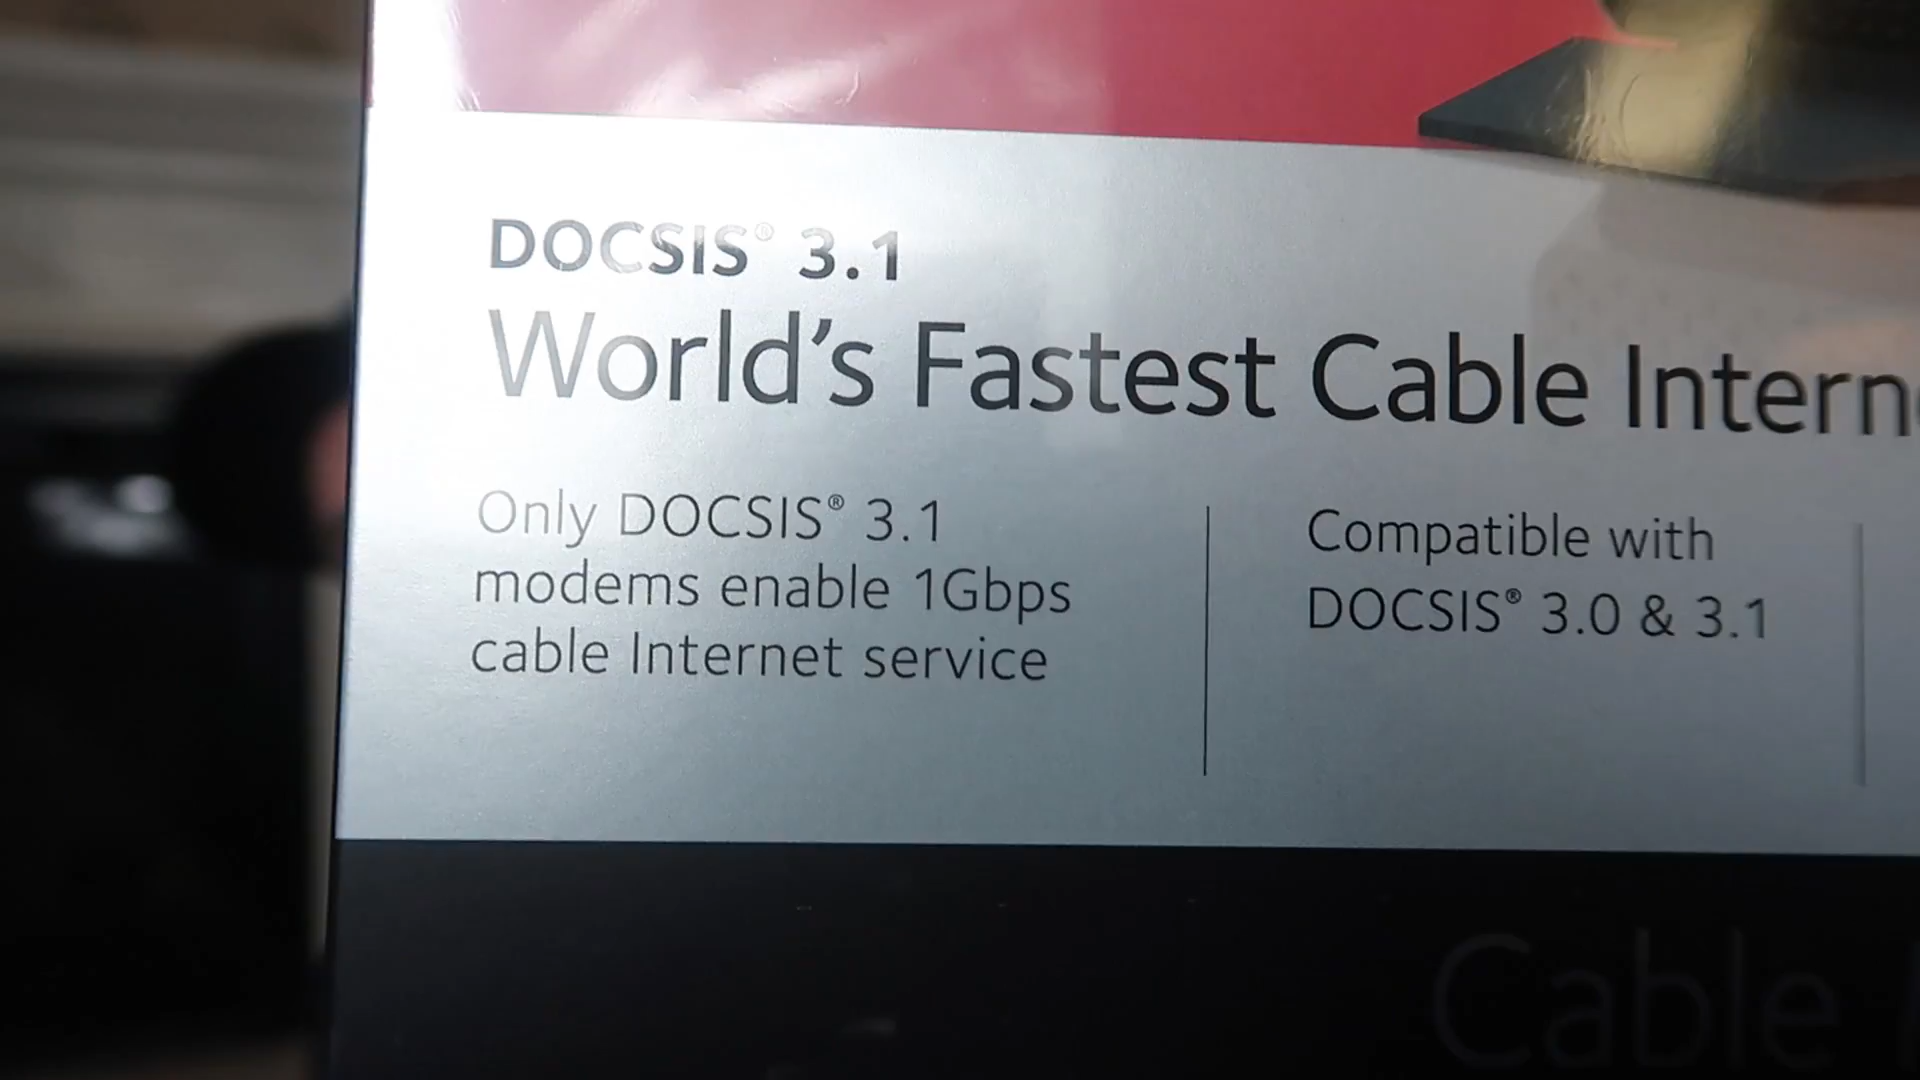 DOCSIS® 3.1
World's Fastest Cable
Only DOCSIS® 3.1
modems enable 1Gbps
cable Internet service
Compatible with
DOCSIS® 3.0 & 3.1
Cable